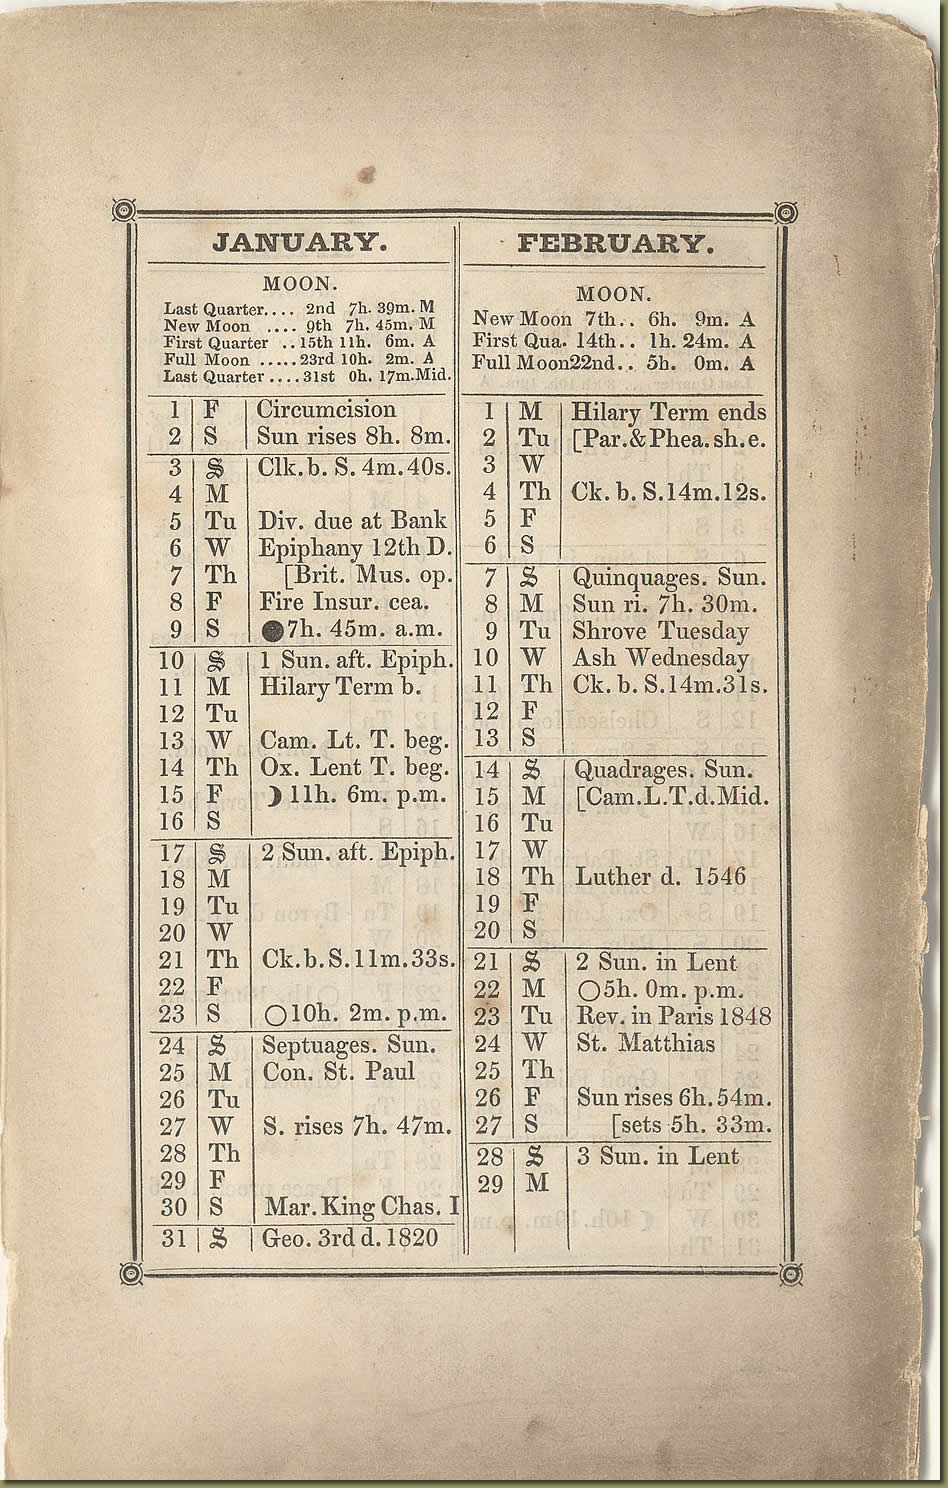 JANUARY.
MOON.
Last Quarter.... 2nd 7h. 39m. M
New Moon .... 9th 7h. 45m. M
First Quarter ..15th 11h. 6m. A
Full Moon .....23rd 10h. 2m. A
Last Quarter....31st 0h. 17m.Mid.
1 F Circumcision
2 S Sun rises 8h. 8m.
3 S Clk.b. S. 4m.40s.
4 M
5 Tu Div. due at Bank
6 W Epiphany 12th D.
7 Th [Brit. Mus. op.
8 F Fire Insur. cea.
9 S ●7h. 45m. a.m.
10 S 1 Sun. aft. Epiph.
11 M Hilary Term b.
12 Tu
13 W Cam. Lt. T. beg.
14 Th Ox. Lent T. beg.
15 F ☽11h. 6m. p.m.
16 S
17 S 2 Sun. aft. Epiph.
18 M
19 Tu
20 W
21 Th Ck.b.S.11m.33s.
22 F
23 S ○10h. 2m. p.m.
24 S Septuages. Sun.
25 M Con. St. Paul
26 Tu
27 W S. rises 7h. 47m.
28 Th
29 F
30 S Mar. King Chas. I
31 S Geo. 3rd d. 1820
FEBRUARY.
MOON.
New Moon 7th.. 6h. 9m. A
First Qua. 14th.. 1h. 24m. A
Full Moon22nd.. 5h. 0m. A
1 M Hilary Term ends
2 Tu [Par.&Phea.sh.e.
3 W
4 Th Ck. b. S.14m.12s.
5 F
6 S
7 S Quinquages. Sun.
8 M Sun ri. 7h. 30m.
9 Tu Shrove Tuesday
10 W Ash Wednesday
11 Th Ck. b. S.14m.31s.
12 F
13 S
14 S Quadrages. Sun.
15 M [Cam.L.T.d.Mid.
16 Tu
17 W
18 Th Luther d. 1546
19 F
20 S
21 S 2 Sun. in Lent
22 M ○5h. 0m. p.m.
23 Tu Rev. in Paris 1848
24 W St. Matthias
25 Th
26 F Sun rises 6h. 54m.
27 S [sets 5h. 33m.
28 S 3 Sun. in Lent
29 M